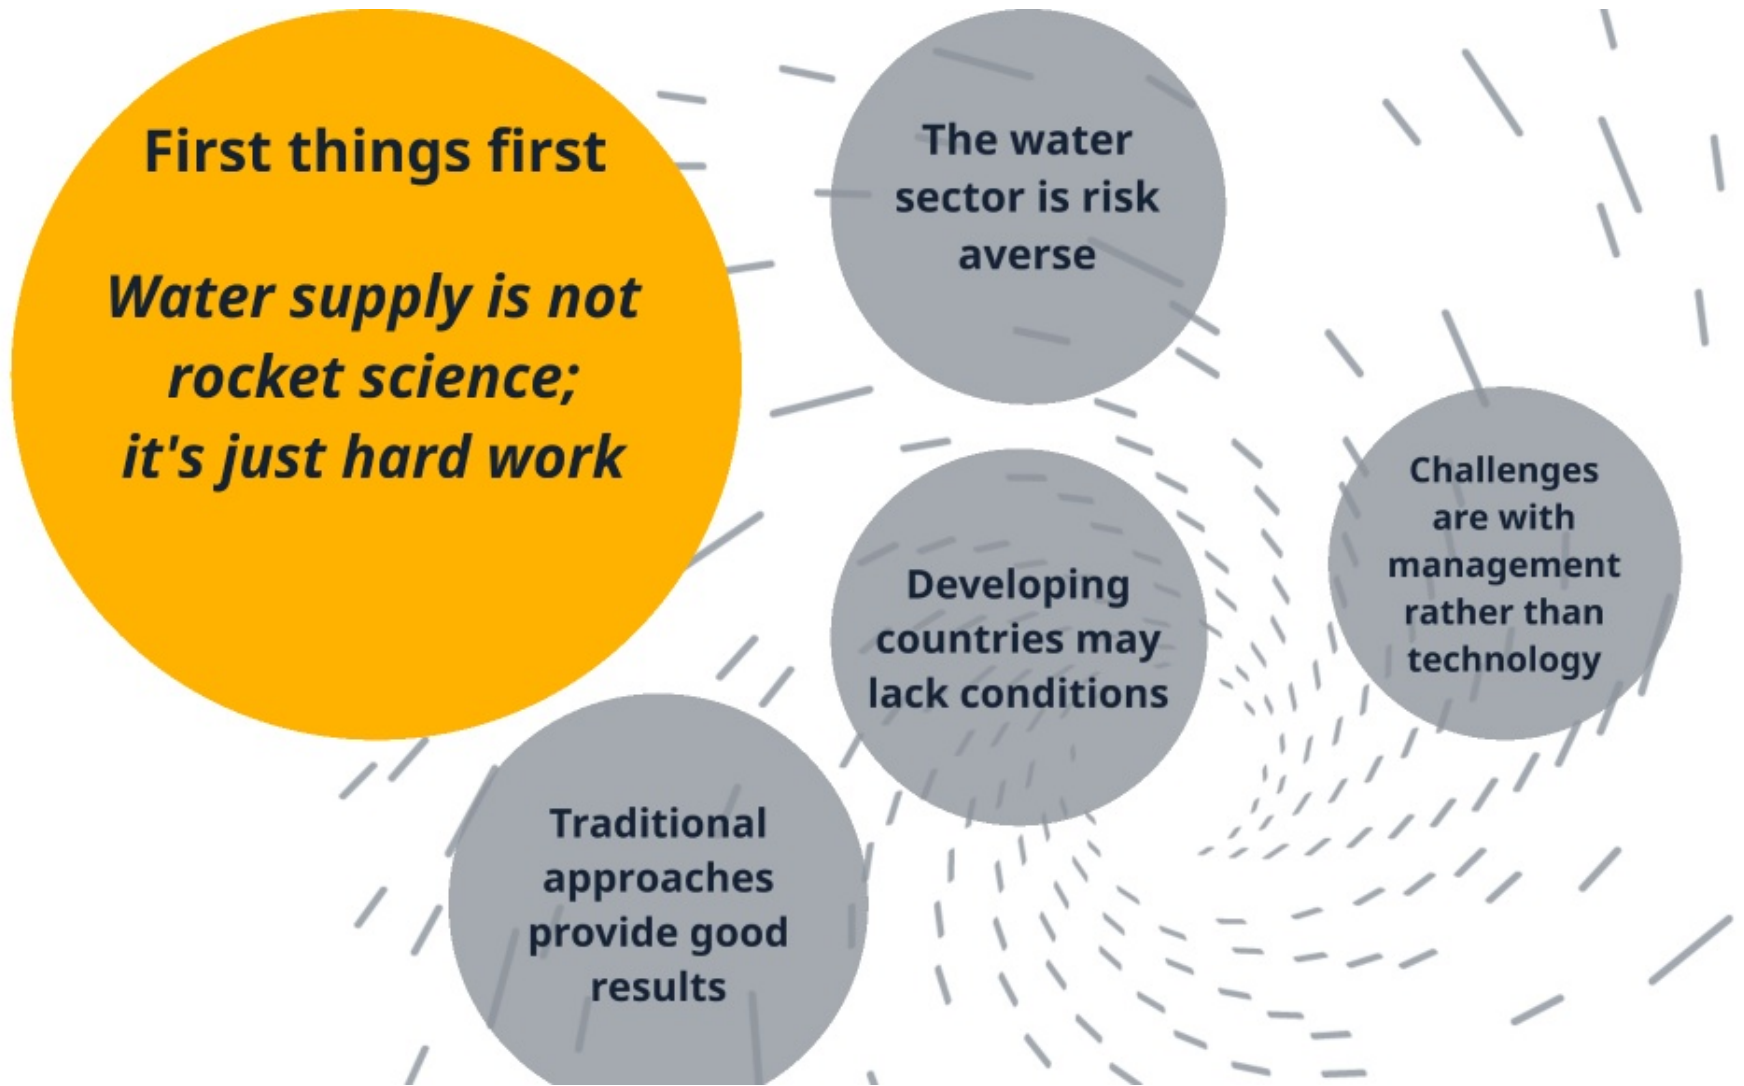 First things first
Water supply is not
rocket science;
it's just hard work
The water
sector is risk
averse
Developing
countries may
lack conditions
Challenges
are with
management
rather than
technology
Traditional
approaches
provide good
results